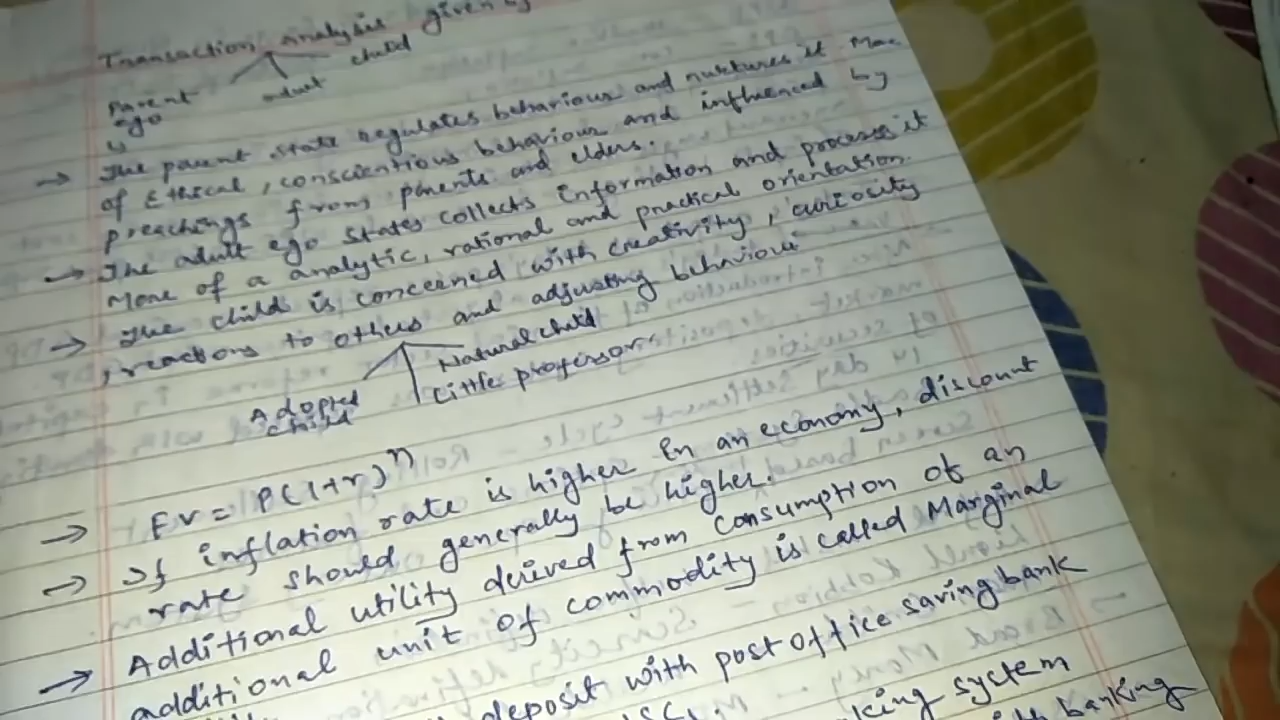 Transaction analysis given by
Parent adult child
ego
→ The parent state regulates behaviour and nurtures it More
of Ethical, conscientious behaviour and influenced by
preachings from parents and elders.
→ The adult ego states collects information and processes it
More of a analytic, rational and practical orientation.
→ The child is concerned with creativity, curiosity
, reactions to others and adjusting behaviour
Natural child
Little professor
Adopted
child
→ FV = P(1+r)^n
→ If inflation rate is higher in an economy, discount
rate should generally be higher.
→ Additional utility derived from consumption of an
additional unit of commodity is called Marginal
deposit with post office saving bank
king system
banking